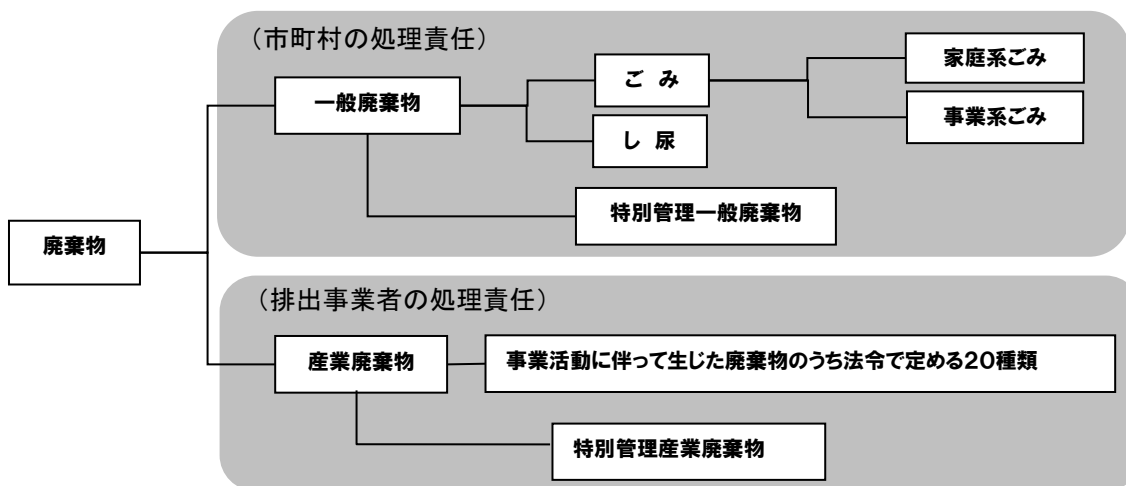 (市町村の処理責任)
家庭系ごみ
ご み
一般廃棄物
事業系ごみ
し 尿
特別管理一般廃棄物
廃棄物
(排出事業者の処理責任)
産業廃棄物
事業活動に伴って生じた廃棄物のうち法令で定める20種類
特別管理産業廃棄物